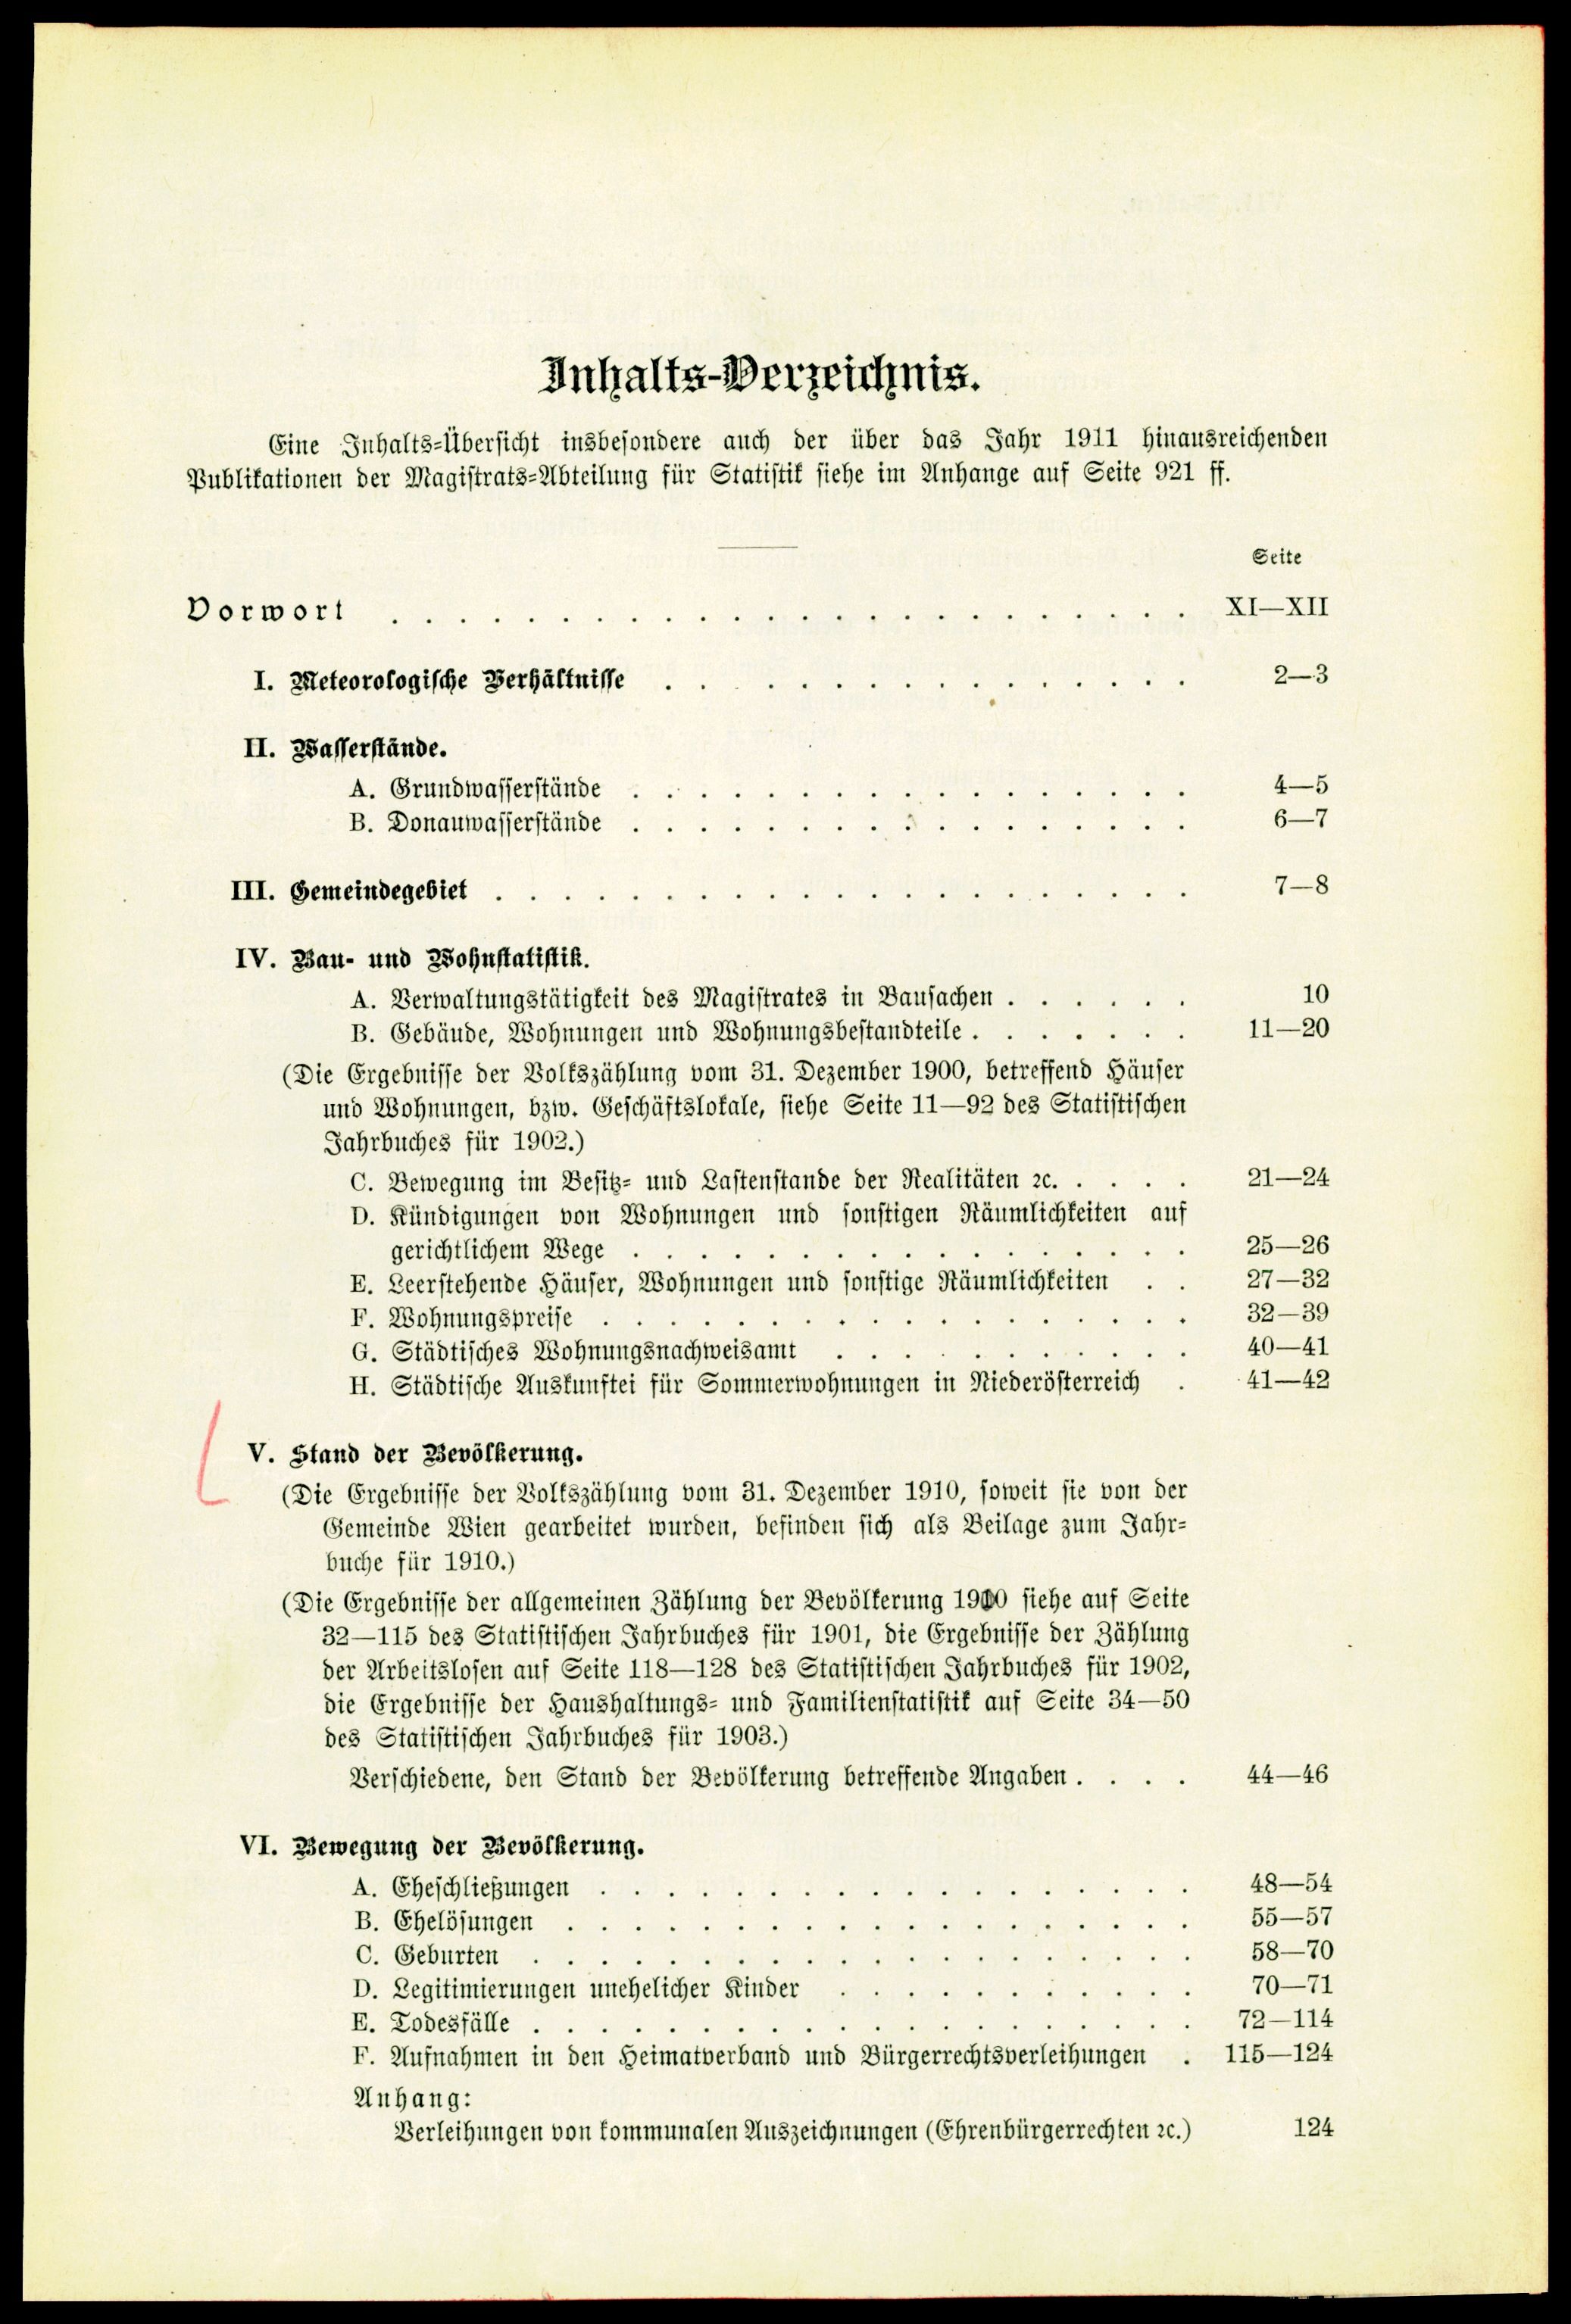 Inhalts-Verzeichnis.
Eine Inhalts-Übersicht insbesondere auch der über das Jahr 1911 hinausreichenden
Publikationen der Magistrats-Abteilung für Statistik siehe im Anhange auf Seite 921 ff.
Seite
Vorwort . . . . . . . . . . . . . . . . . . . . . . . . XI—XII
I. Meteorologische Verhältnisse . . . . . . . . . . . . . . . . 2—3
II. Wasserstände.
A. Grundwasserstände . . . . . . . . . . . . . . . . . 4—5
B. Donauwasserstände . . . . . . . . . . . . . . . . . 6—7
III. Gemeindegebiet . . . . . . . . . . . . . . . . . . . . . 7—8
IV. Bau- und Wohnstatistik.
A. Verwaltungstätigkeit des Magistrates in Bausachen . . . . . . 10
B. Gebäude, Wohnungen und Wohnungsbestandteile . . . . . . . 11—20
(Die Ergebnisse der Volkszählung vom 31. Dezember 1900, betreffend Häuser
und Wohnungen, bzw. Geschäftslokale, siehe Seite 11—92 des Statistischen
Jahrbuches für 1902.)
C. Bewegung im Besitz- und Lastenstande der Realitäten ꝛc. . . . . 21—24
D. Kündigungen von Wohnungen und sonstigen Räumlichkeiten auf
gerichtlichem Wege . . . . . . . . . . . . . . . . . 25—26
E. Leerstehende Häuser, Wohnungen und sonstige Räumlichkeiten . . 27—32
F. Wohnungspreise . . . . . . . . . . . . . . . . . . 32—39
G. Städtisches Wohnungsnachweisamt . . . . . . . . . . . 40—41
H. Städtische Auskunftei für Sommerwohnungen in Niederösterreich . 41—42
V. Stand der Bevölkerung.
(Die Ergebnisse der Volkszählung vom 31. Dezember 1910, soweit sie von der
Gemeinde Wien gearbeitet wurden, befinden sich als Beilage zum Jahr-
buche für 1910.)
(Die Ergebnisse der allgemeinen Zählung der Bevölkerung 1900 siehe auf Seite
32—115 des Statistischen Jahrbuches für 1901, die Ergebnisse der Zählung
der Arbeitslosen auf Seite 118—128 des Statistischen Jahrbuches für 1902,
die Ergebnisse der Haushaltungs- und Familienstatistik auf Seite 34—50
des Statistischen Jahrbuches für 1903.)
Verschiedene, den Stand der Bevölkerung betreffende Angaben . . . . 44—46
VI. Bewegung der Bevölkerung.
A. Eheschließungen . . . . . . . . . . . . . . . . . . 48—54
B. Ehelösungen . . . . . . . . . . . . . . . . . . . 55—57
C. Geburten . . . . . . . . . . . . . . . . . . . . 58—70
D. Legitimierungen unehelicher Kinder . . . . . . . . . . . 70—71
E. Todesfälle . . . . . . . . . . . . . . . . . . . . 72—114
F. Aufnahmen in den Heimatverband und Bürgerrechtsverleihungen . 115—124
Anhang:
Verleihungen von kommunalen Auszeichnungen (Ehrenbürgerrechten ꝛc.) 124